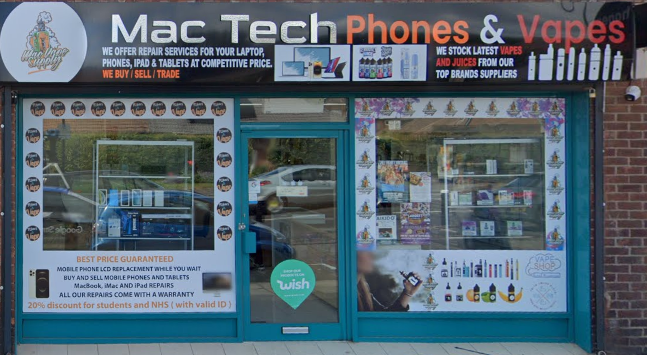 Mac Tech Phones & Vapes
WE OFFER REPAIR SERVICES FOR YOUR LAPTOP,
PHONES, IPAD & TABLETS AT COMPETITIVE PRICE.
WE BUY / SELL / TRADE
WE STOCK LATEST VAPES
AND JUICES FROM OUR
TOP BRANDS SUPPLIERS
BEST PRICE GUARANTEED
MOBILE PHONE LCD REPLACEMENT WHILE YOU WAIT
BUY AND SELL MOBILE PHONES AND TABLETS
MacBook, iMac AND iPad REPAIRS
ALL OUR REPAIRS COME WITH A WARRANTY
20% discount for students and NHS ( with valid ID )
wish
VAPE
SHOP